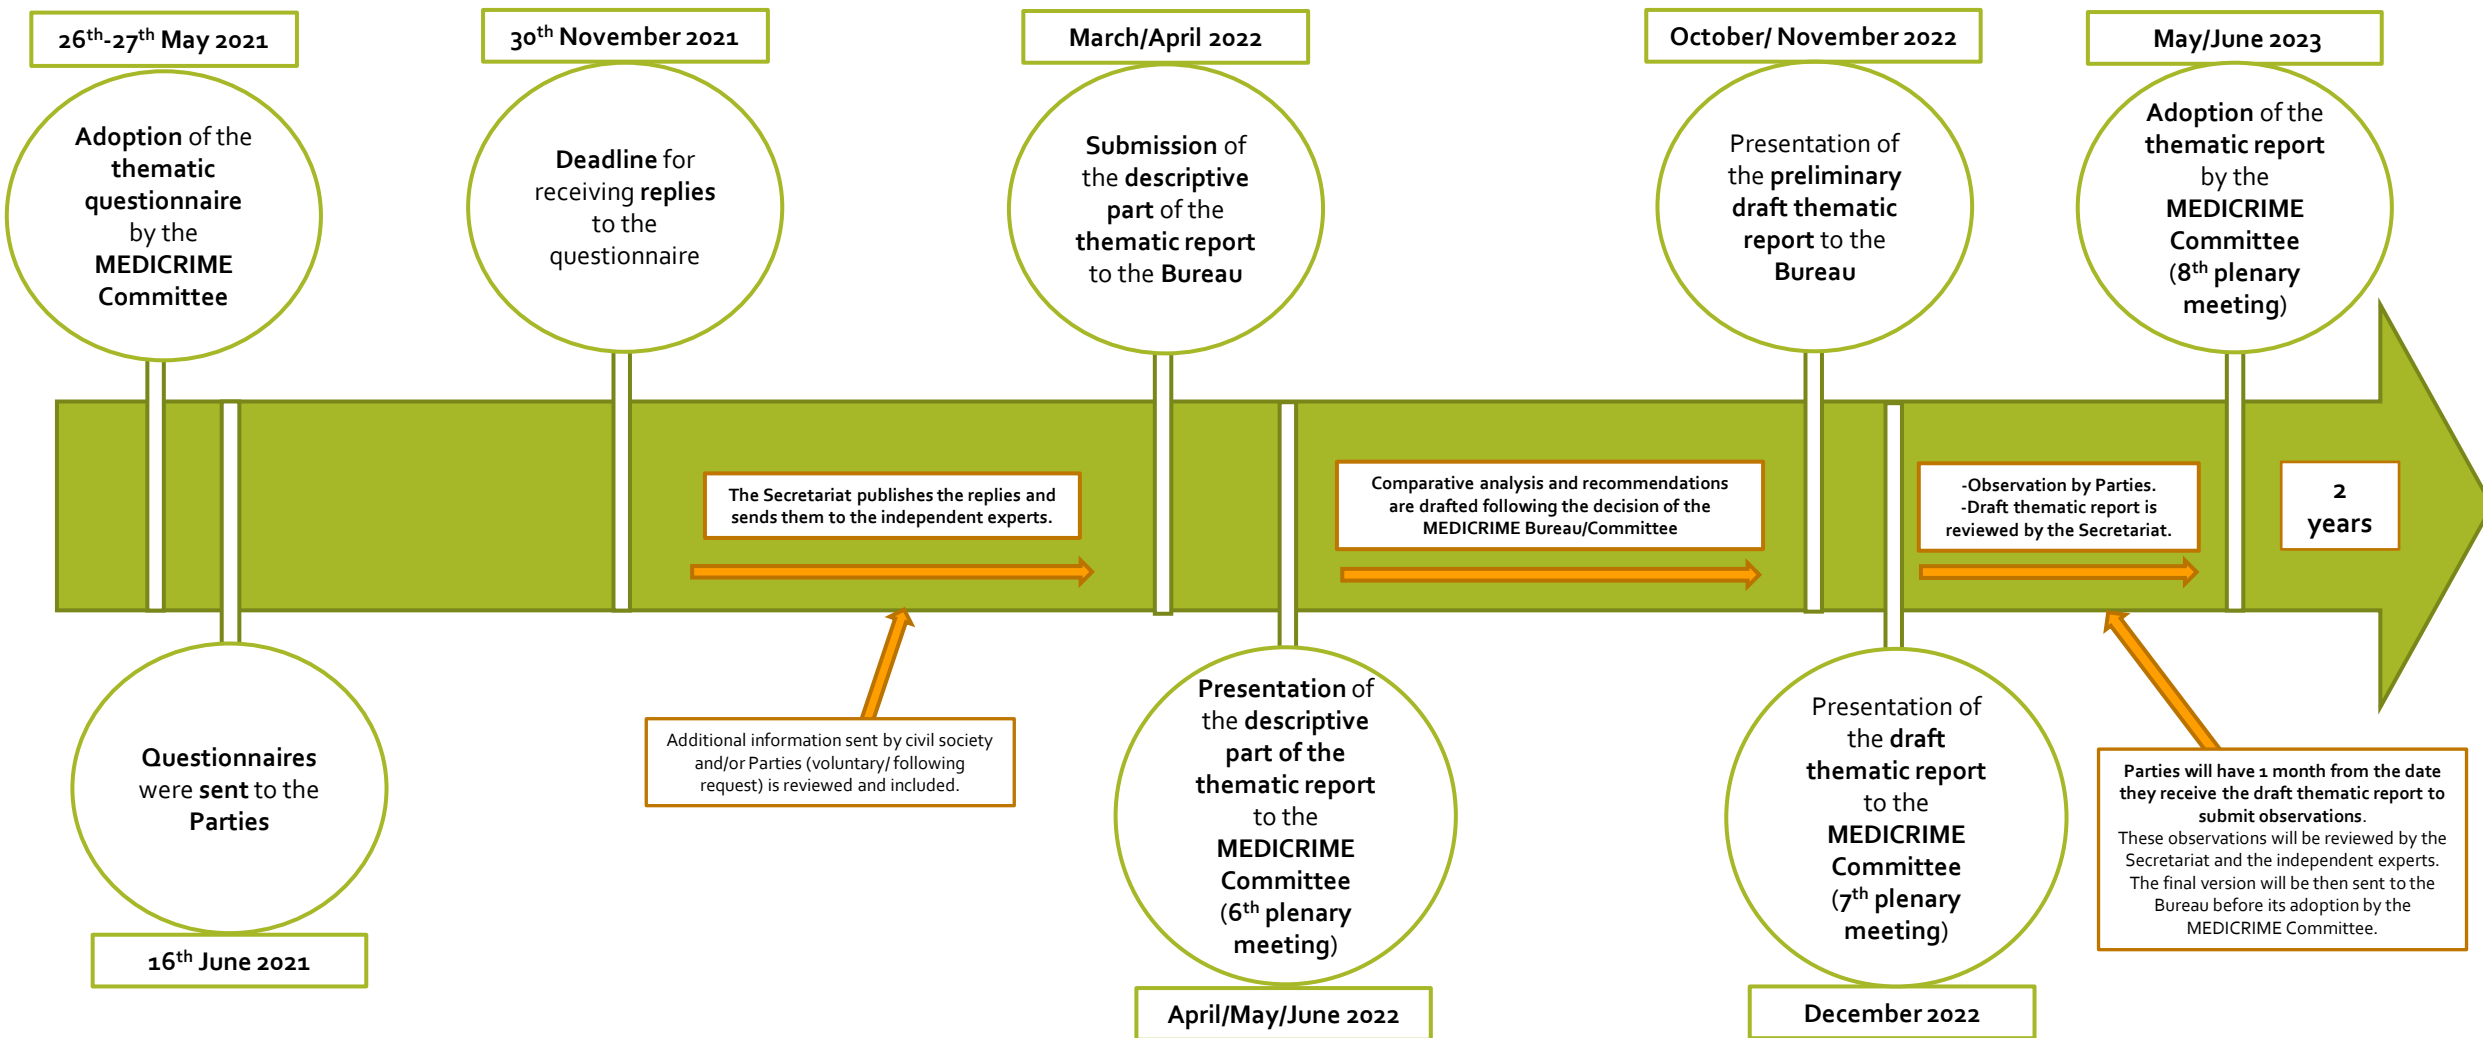 26th-27th May 2021
Adoption of the
thematic
questionnaire
by the
MEDICRIME
Committee
30th November 2021
Deadline for
receiving replies
to the
questionnaire
March/April 2022
Submission of
the descriptive
part of the
thematic report
to the Bureau
October/ November 2022
Presentation of
the preliminary
draft thematic
report to the
Bureau
May/June 2023
Adoption of the
thematic report
by the
MEDICRIME
Committee
(8th plenary
meeting)
The Secretariat publishes the replies and
sends them to the independent experts.
Comparative analysis and recommendations
are drafted following the decision of the
MEDICRIME Bureau/Committee
-Observation by Parties.
-Draft thematic report is
reviewed by the Secretariat.
2
years
Questionnaires
were sent to the
Parties
16th June 2021
Additional information sent by civil society
and/or Parties (voluntary/ following
request) is reviewed and included.
Presentation of
the descriptive
part of the
thematic report
to the
MEDICRIME
Committee
(6th plenary
meeting)
April/May/June 2022
Presentation of
the draft
thematic report
to the
MEDICRIME
Committee
(7th plenary
meeting)
December 2022
Parties will have 1 month from the date
they receive the draft thematic report to
submit observations.
These observations will be reviewed by the
Secretariat and the independent experts.
The final version will be then sent to the
Bureau before its adoption by the
MEDICRIME Committee.